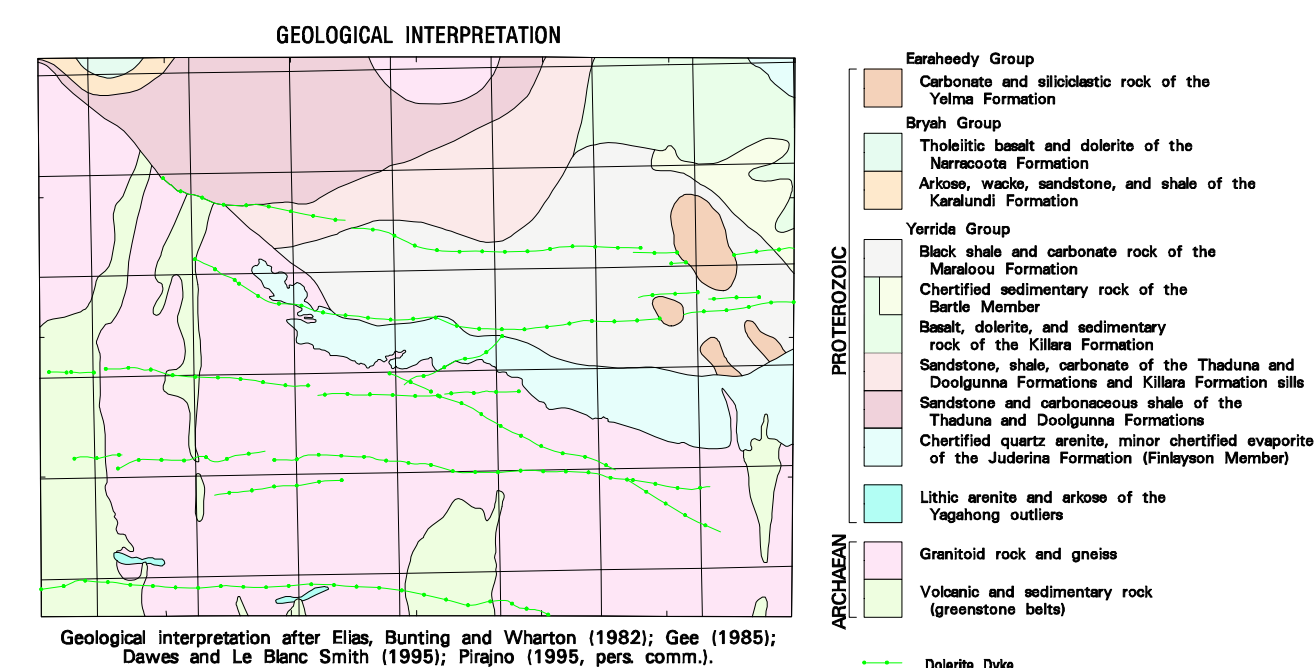 GEOLOGICAL INTERPRETATION
Geological interpretation after Elias, Bunting and Wharton (1982); Gee (1985);
Dawes and Le Blanc Smith (1995); Pirajno (1995, pers. comm.).
PROTEROZOIC
Earaheedy Group
Carbonate and siliciclastic rock of the
Yelma Formation
Bryah Group
Tholeiitic basalt and dolerite of the
Narracoota Formation
Arkose, wacke, sandstone, and shale of the
Karalundi Formation
Yerrida Group
Black shale and carbonate rock of the
Maraloou Formation
Chertified sedimentary rock of the
Bartle Member
Basalt, dolerite, and sedimentary
rock of the Killara Formation
Sandstone, shale, carbonate of the Thaduna and
Doolgunna Formations and Killara Formation sills
Sandstone and carbonaceous shale of the
Thaduna and Doolgunna Formations
Chertified quartz arenite, minor chertified evaporite
of the Juderina Formation (Finlayson Member)
Lithic arenite and arkose of the
Yagahong outliers
ARCHAEAN
Granitoid rock and gneiss
Volcanic and sedimentary rock
(greenstone belts)
Dolerite Dyke